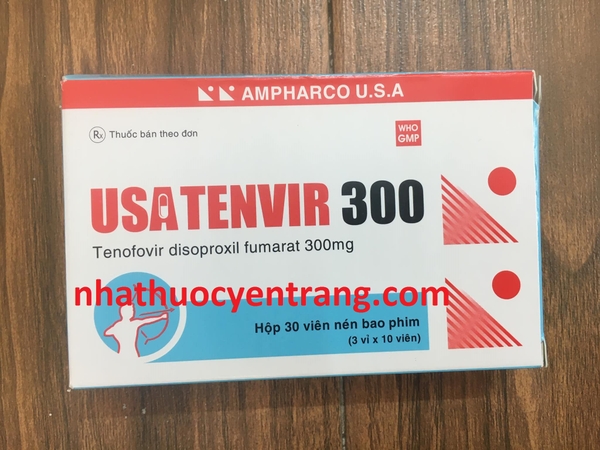 AMPHARCO U.S.A
Rx Thuốc bán theo đơn
WHO
GMP
USATENVIR 300
Tenofovir disoproxil fumarat 300mg
nhathuocyentrang.com
Hộp 30 viên nén bao phim
(3 vỉ x 10 viên)